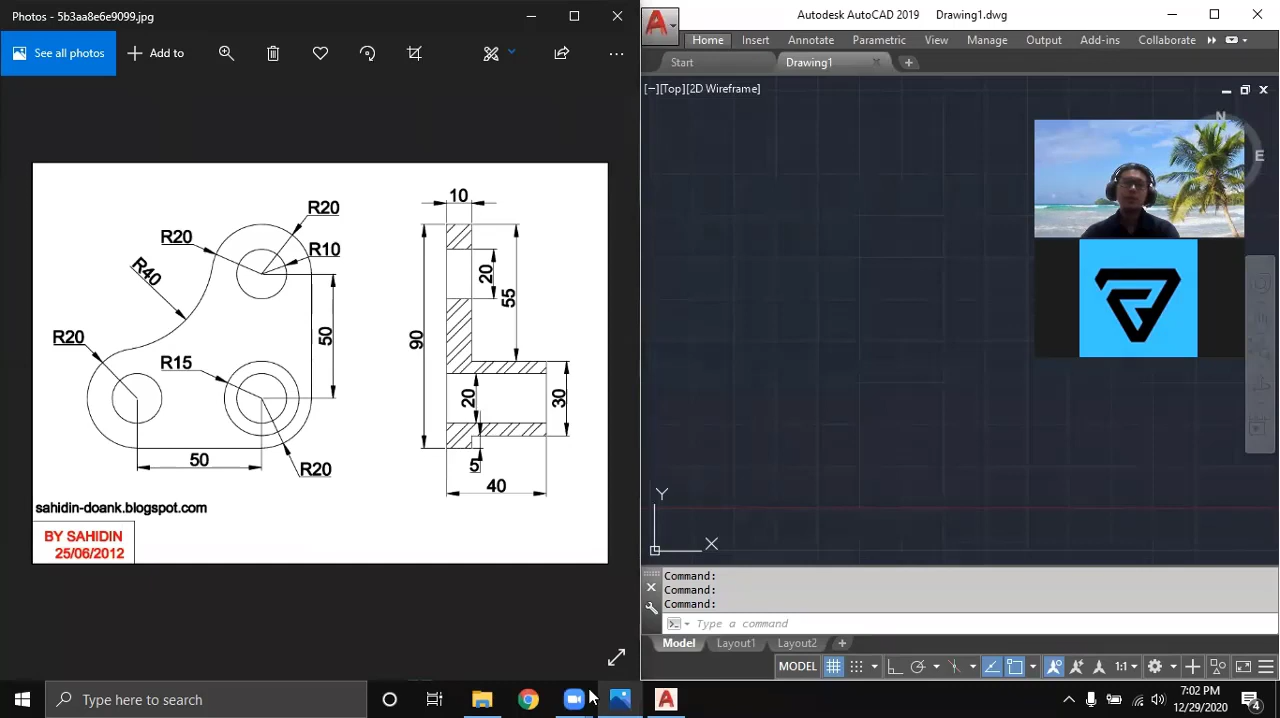 Photos - 5b3aa8e6e9099.jpg
See all photos
Add to
R20
R20
R10
R40
50
R20
R15
50
R20
10
20
55
90
20
30
5
40
sahidin-doank.blogspot.com
BY SAHIDIN
25/06/2012
Autodesk AutoCAD 2019 Drawing1.dwg
Home Insert Annotate Parametric View Manage Output Add-ins Collaborate
Start Drawing1
[−][Top][2D Wireframe]
N
E
Y
X
Command:
Command:
Command:
Type a command
Model Layout1 Layout2
MODEL 1:1
Type here to search
7:02 PM
12/29/2020
4